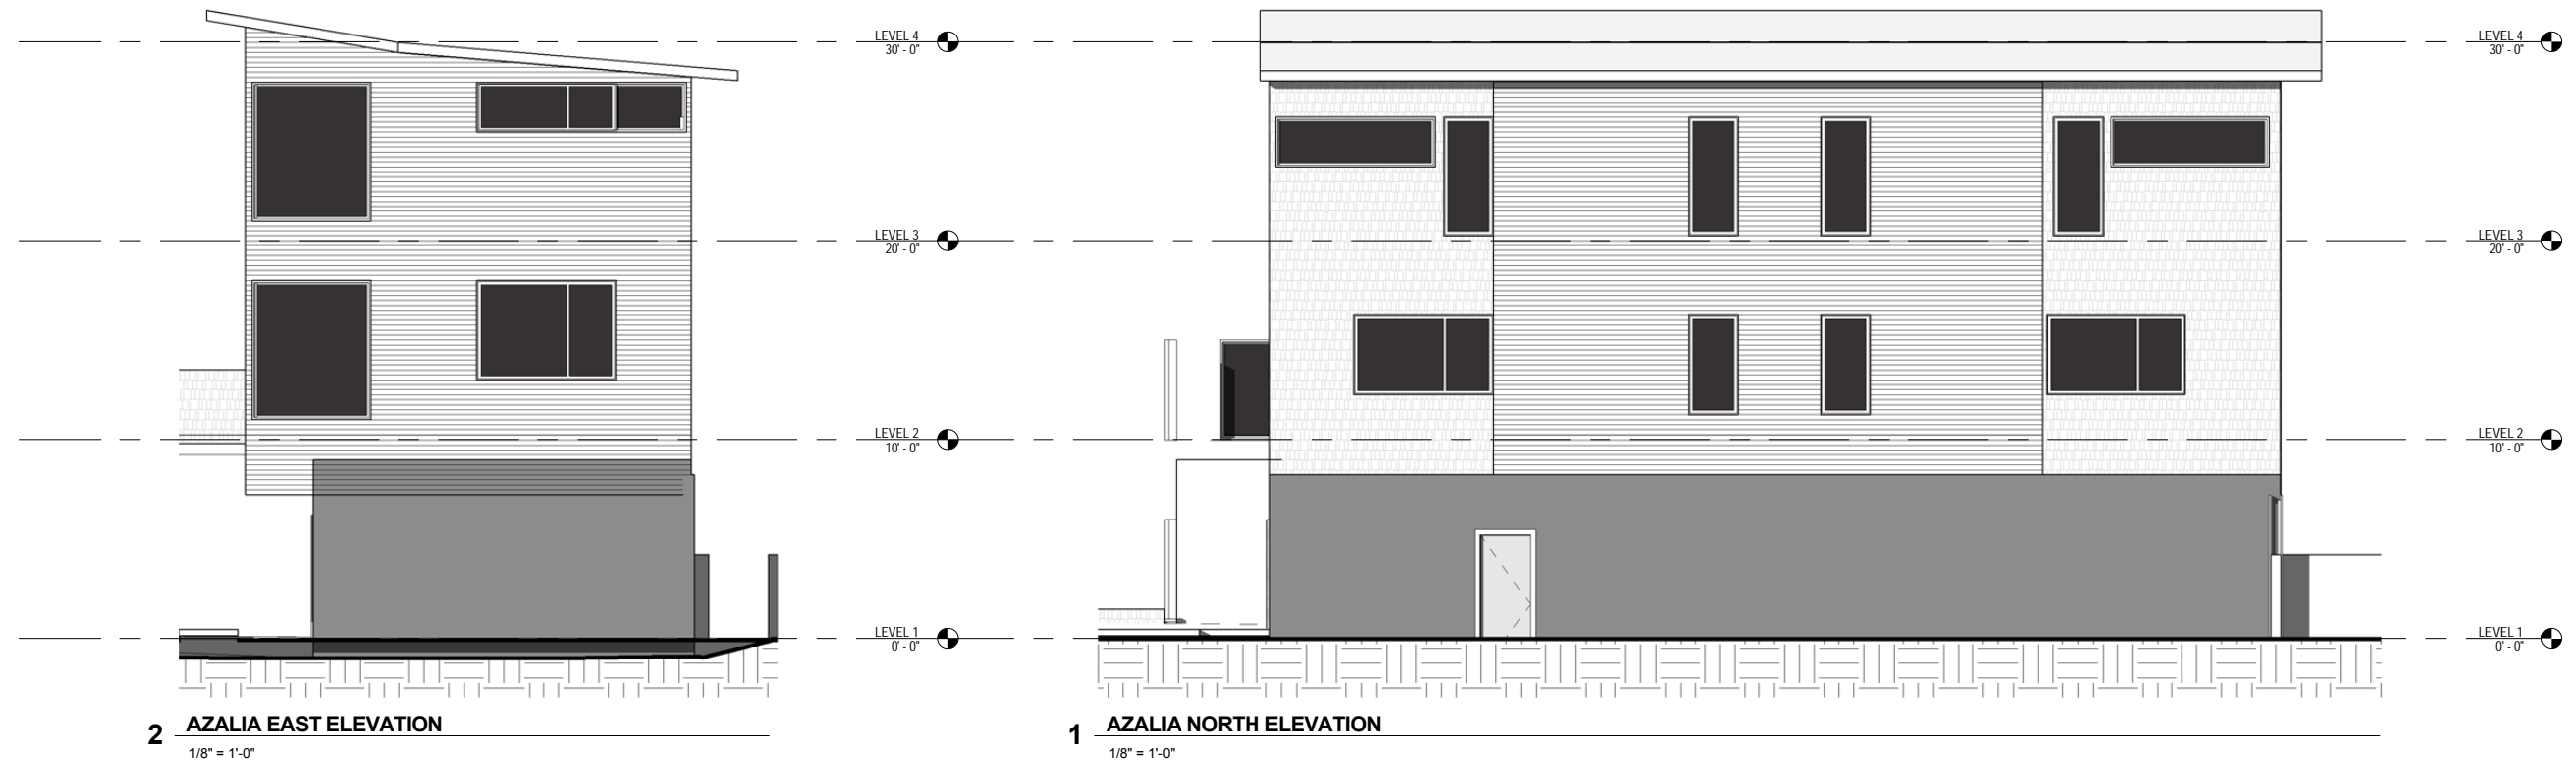 LEVEL 4
30' - 0"
LEVEL 4
30' - 0"
LEVEL 3
20' - 0"
LEVEL 3
20' - 0"
LEVEL 2
10' - 0"
LEVEL 2
10' - 0"
LEVEL 1
0' - 0"
LEVEL 1
0' - 0"
2 AZALIA EAST ELEVATION
1/8" = 1'-0"
1 AZALIA NORTH ELEVATION
1/8" = 1'-0"